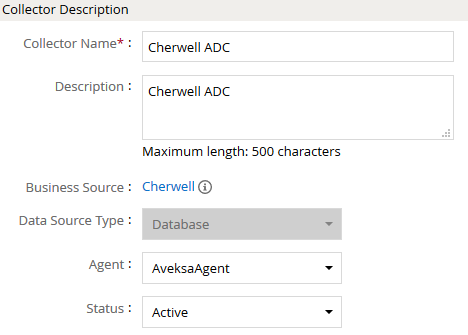 Collector Description
Collector Name* : Cherwell ADC
Description : Cherwell ADC
Maximum length: 500 characters
Business Source : Cherwell
Data Source Type : Database
Agent : AveksaAgent
Status : Active